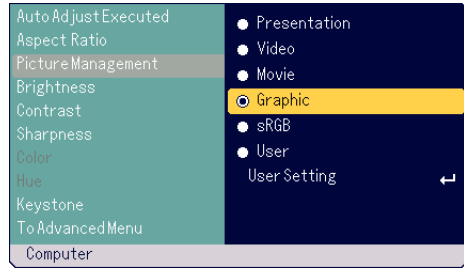 Auto Adjust Executed
Aspect Ratio
Picture Management
Brightness
Contrast
Sharpness
Color
Hue
Keystone
To Advanced Menu
Presentation
Video
Movie
Graphic
sRGB
User
User Setting
Computer